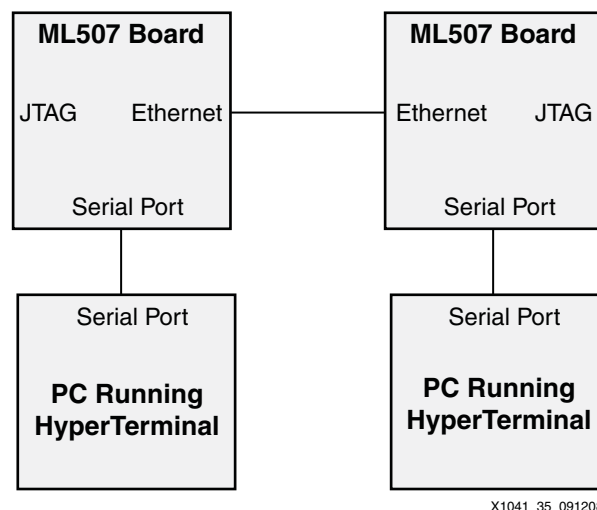 ML507 Board ML507 Board
JTAG Ethernet Ethernet JTAG
Serial Port Serial Port
Serial Port Serial Port
PC Running PC Running
HyperTerminal HyperTerminal